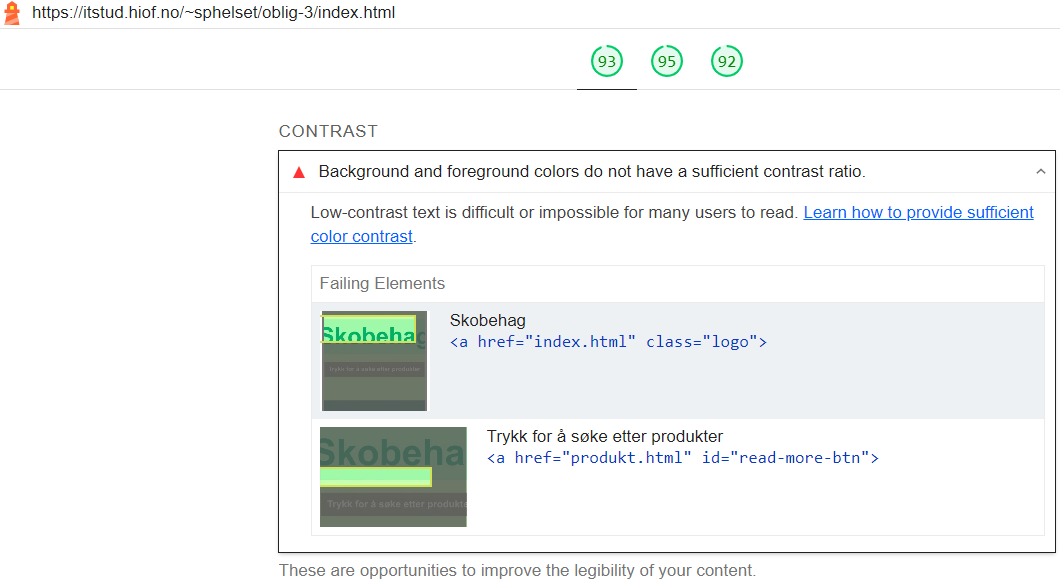 https://itstud.hiof.no/~sphelset/oblig-3/index.html
93 95 92
CONTRAST
Background and foreground colors do not have a sufficient contrast ratio.
Low-contrast text is difficult or impossible for many users to read. Learn how to provide sufficient
color contrast.
Failing Elements
Skobehag
Skobehag
<a href="index.html" class="logo">
Trykk for å søke etter produkter
Skobeha
Trykk for å søke etter produkte
Trykk for å søke etter produkter
<a href="produkt.html" id="read-more-btn">
These are opportunities to improve the legibility of your content.